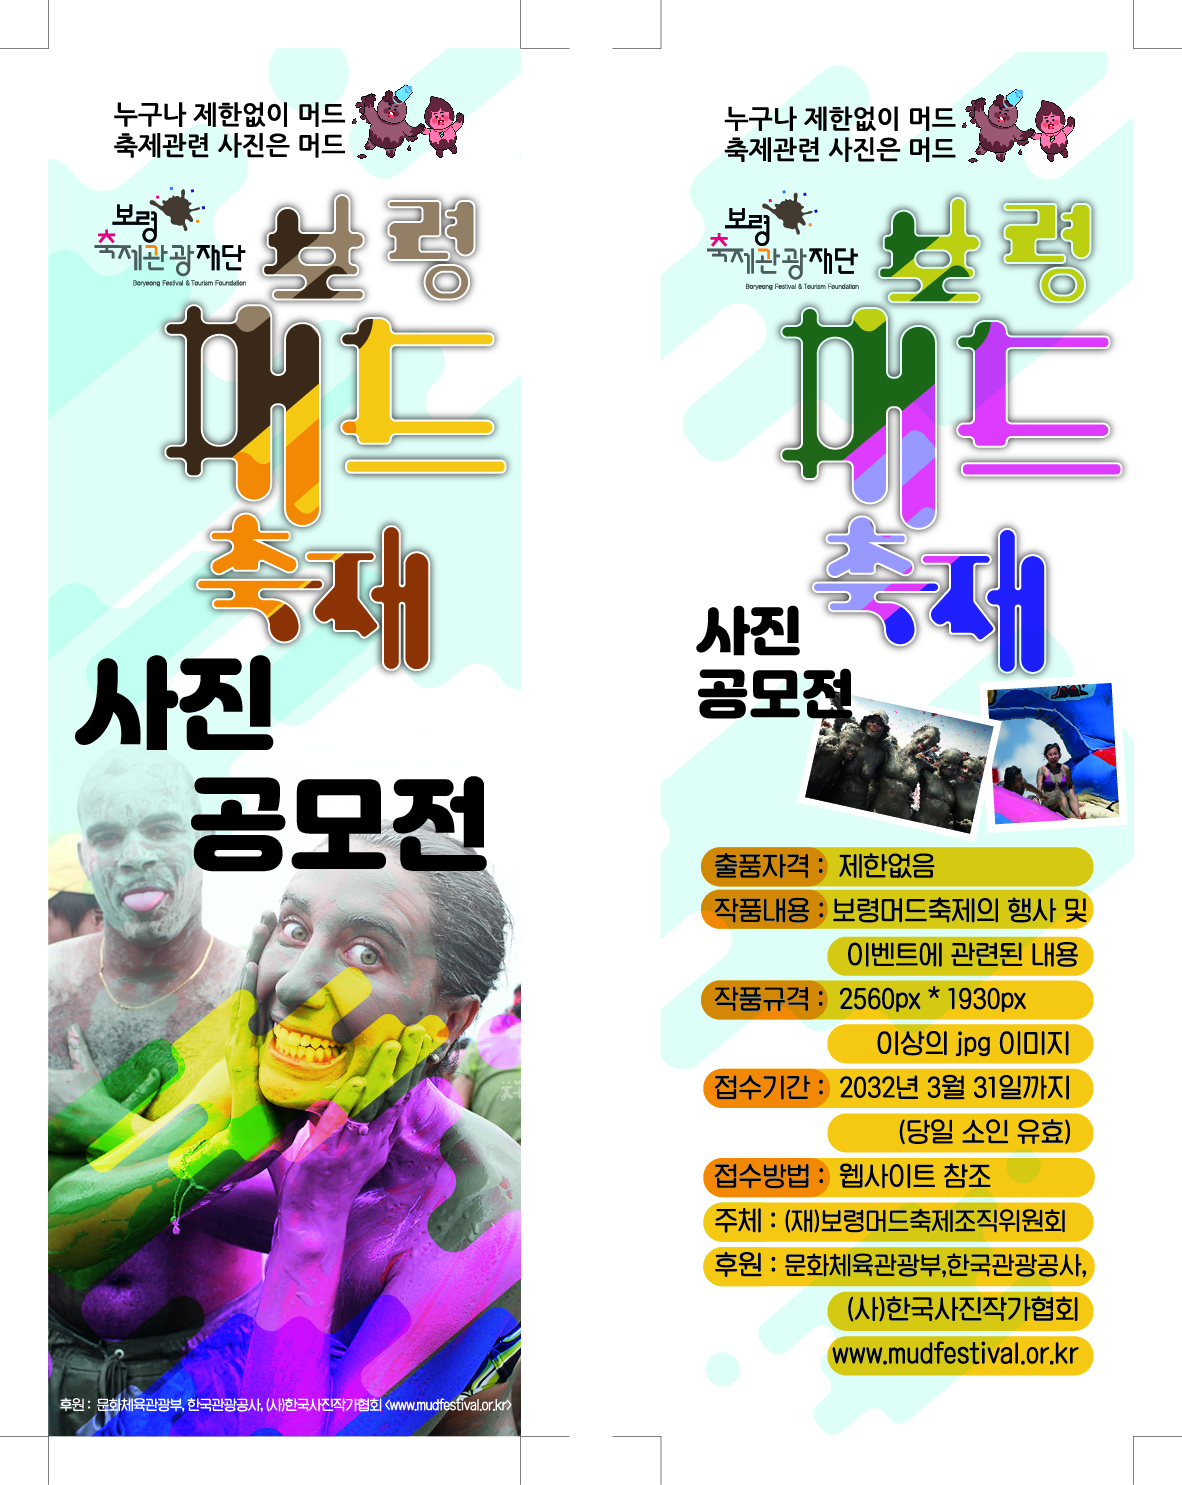 누구나 제한없이 머드
축제관련 사진은 머드
보령
축제관광재단
Boryeong Festival & Tourism Foundation
보령
머드
축재
사진
공모전
후원 : 문화체육관광부, 한국관광공사, (사)한국사진작가협회 <www.mudfestival.or.kr>
누구나 제한없이 머드
축제관련 사진은 머드
보령
축제관광재단
Boryeong Festival & Tourism Foundation
보령
머드
축재
사진
공모전
출품자격 : 제한없음
작품내용 : 보령머드축제의 행사 및
이벤트에 관련된 내용
작품규격 : 2560px * 1930px
이상의 jpg 이미지
접수기간 : 2032년 3월 31일까지
(당일 소인 유효)
접수방법 : 웹사이트 참조
주체 : (재)보령머드축제조직위원회
후원 : 문화체육관광부,한국관광공사,
(사)한국사진작가협회
www.mudfestival.or.kr